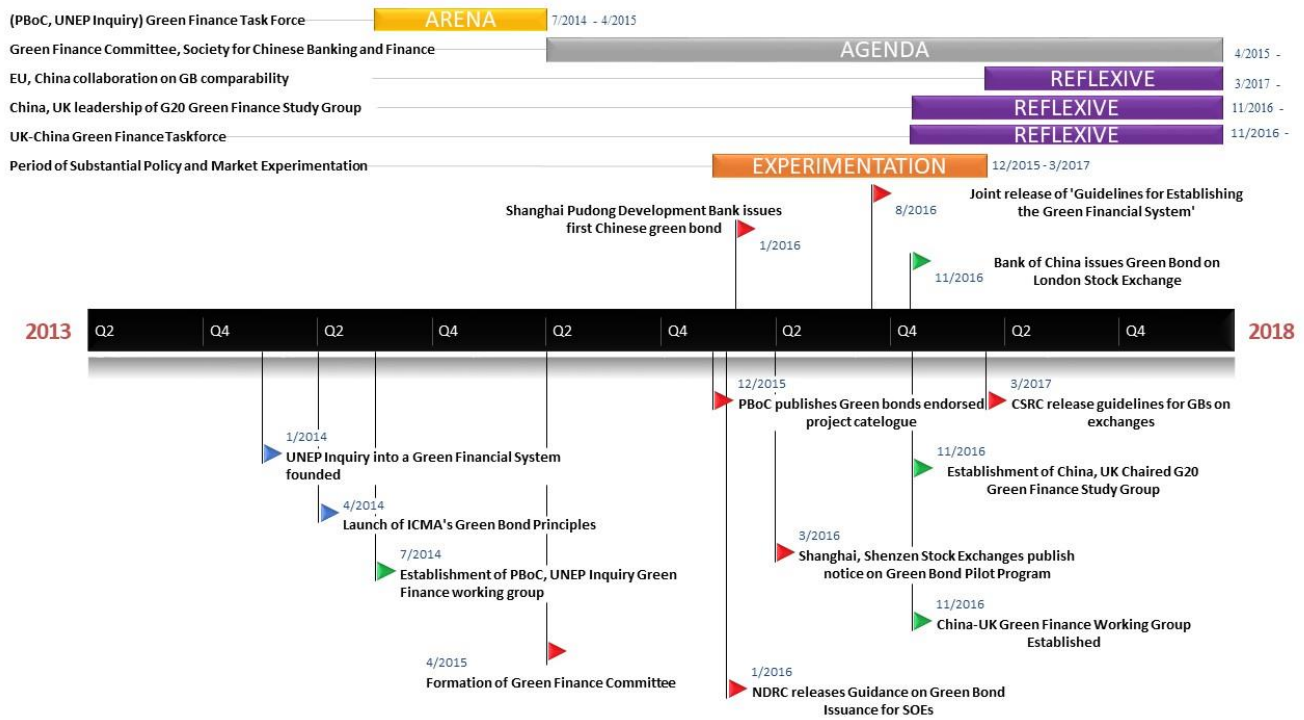 (PBoC, UNEP Inquiry) Green Finance Task Force
ARENA
7/2014 - 4/2015
Green Finance Committee, Society for Chinese Banking and Finance
AGENDA
4/2015 -
EU, China collaboration on GB comparability
REFLEXIVE
3/2017 -
China, UK leadership of G20 Green Finance Study Group
REFLEXIVE
11/2016 -
UK-China Green Finance Taskforce
REFLEXIVE
11/2016 -
Period of Substantial Policy and Market Experimentation
EXPERIMENTATION
12/2015 - 3/2017
Shanghai Pudong Development Bank issues
first Chinese green bond
1/2016
8/2016
Joint release of 'Guidelines for Establishing
the Green Financial System'
11/2016
Bank of China issues Green Bond on
London Stock Exchange
2013 Q2 Q4 Q2 Q4 Q2 Q4 Q2 Q4 Q2 Q4 2018
12/2015
PBoC publishes Green bonds endorsed
project catelogue
3/2017
CSRC release guidelines for GBs on
exchanges
1/2014
UNEP Inquiry into a Green Financial System
founded
11/2016
Establishment of China, UK Chaired G20
Green Finance Study Group
4/2014
Launch of ICMA's Green Bond Principles
3/2016
Shanghai, Shenzen Stock Exchanges publish
notice on Green Bond Pilot Program
7/2014
Establishment of PBoC, UNEP Inquiry Green
Finance working group
11/2016
China-UK Green Finance Working Group
Established
4/2015
Formation of Green Finance Committee
1/2016
NDRC releases Guidance on Green Bond
Issuance for SOEs